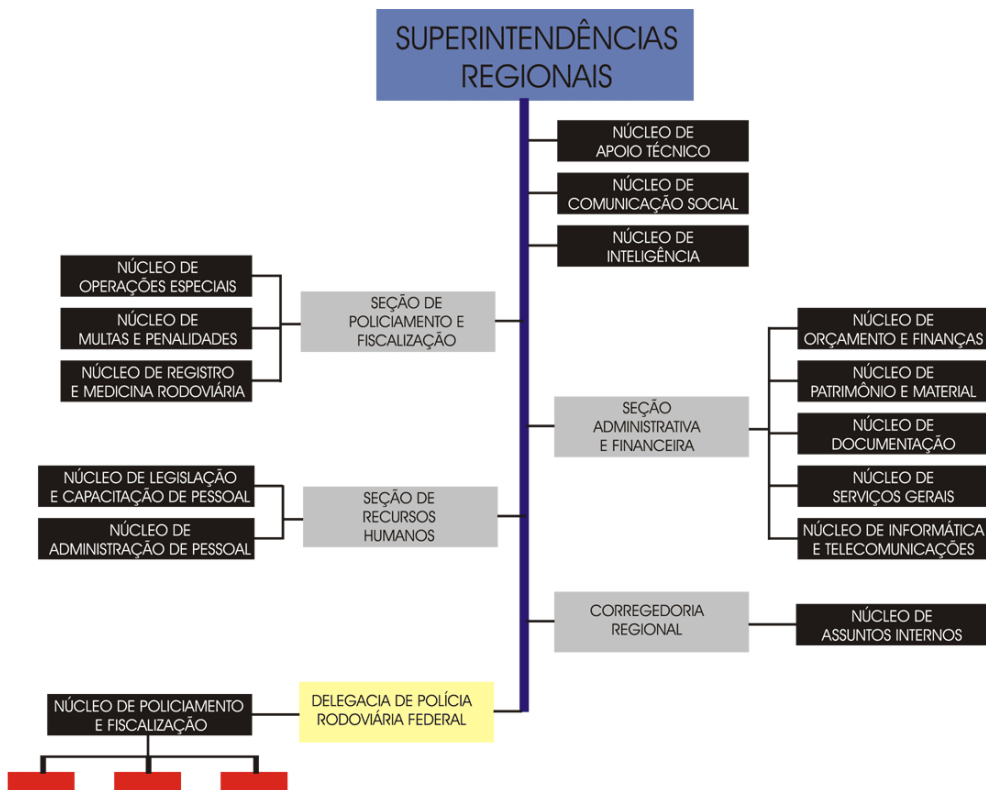 SUPERINTENDÊNCIAS
REGIONAIS
NÚCLEO DE
APOIO TÉCNICO
NÚCLEO DE
COMUNICAÇÃO SOCIAL
NÚCLEO DE
INTELIGÊNCIA
NÚCLEO DE
OPERAÇÕES ESPECIAIS
NÚCLEO DE
MULTAS E PENALIDADES
NÚCLEO DE REGISTRO
E MEDICINA RODOVIÁRIA
SEÇÃO DE
POLICIAMENTO E
FISCALIZAÇÃO
NÚCLEO DE
ORÇAMENTO E FINANÇAS
NÚCLEO DE
PATRIMÔNIO E MATERIAL
NÚCLEO DE
DOCUMENTAÇÃO
NÚCLEO DE
SERVIÇOS GERAIS
NÚCLEO DE INFORMÁTICA
E TELECOMUNICAÇÕES
SEÇÃO
ADMINISTRATIVA
E FINANCEIRA
NÚCLEO DE LEGISLAÇÃO
E CAPACITAÇÃO DE PESSOAL
NÚCLEO DE
ADMINISTRAÇÃO DE PESSOAL
SEÇÃO DE
RECURSOS
HUMANOS
CORREGEDORIA
REGIONAL
NÚCLEO DE
ASSUNTOS INTERNOS
NÚCLEO DE POLICIAMENTO
E FISCALIZAÇÃO
DELEGACIA DE POLÍCIA
RODOVIÁRIA FEDERAL